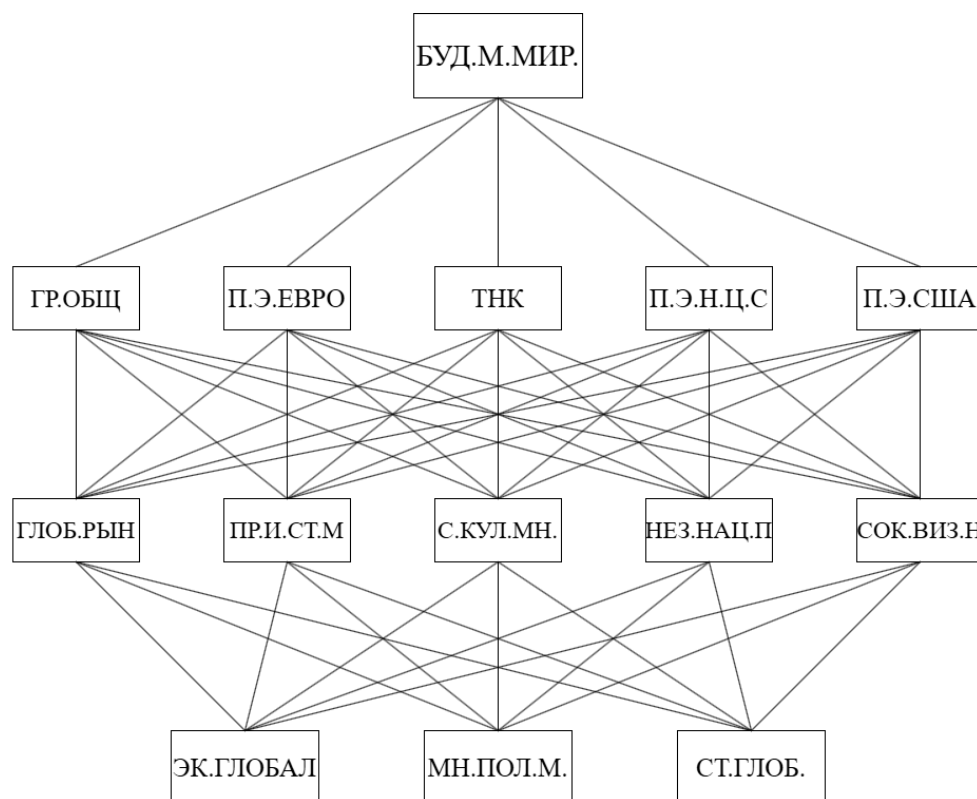 БУД.М.МИР.
ГР.ОБЩ
П.Э.ЕВРО
ТНК
П.Э.Н.Ц.С
П.Э.США
ГЛОБ.РЫН
ПР.И.СТ.М
С.КУЛ.МН.
НЕЗ.НАЦ.П
СОК.ВИЗ.Н
ЭК.ГЛОБАЛ
МН.ПОЛ.М.
СТ.ГЛОБ.